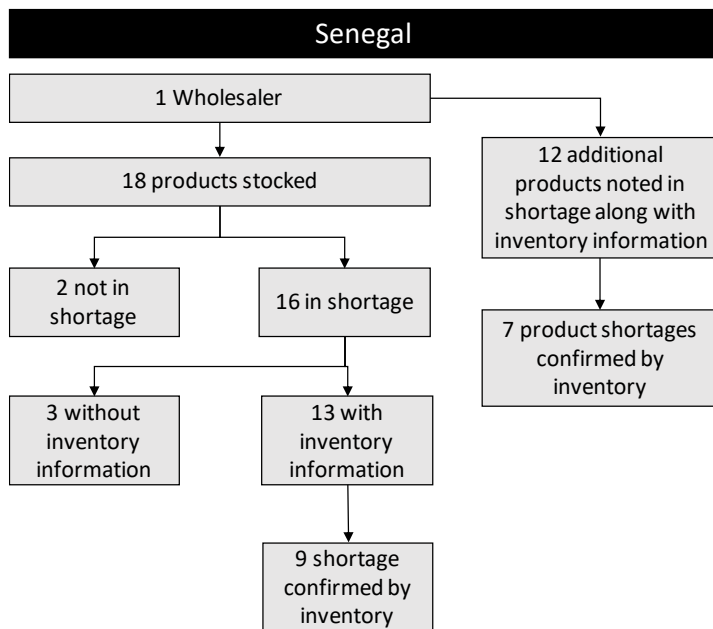 Senegal
1 Wholesaler
18 products stocked
12 additional
products noted in
shortage along with
inventory information
2 not in
shortage
16 in shortage
7 product shortages
confirmed by
inventory
3 without
inventory
information
13 with
inventory
information
9 shortage
confirmed by
inventory